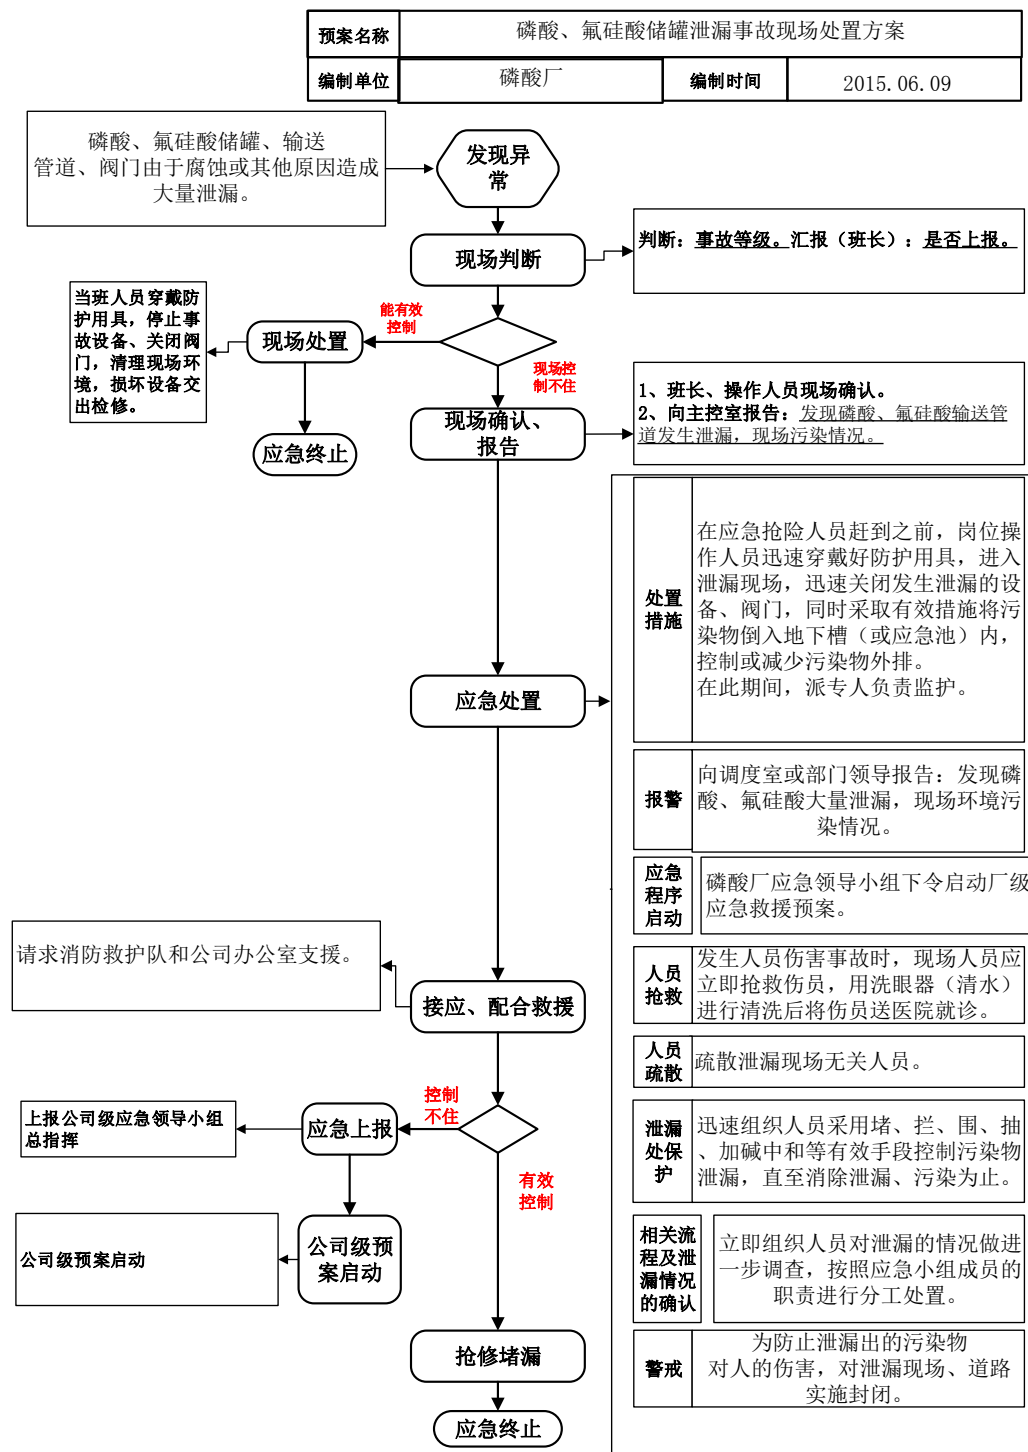 预案名称
磷酸、氟硅酸储罐泄漏事故现场处置方案
编制单位
磷酸厂
编制时间
2015.06.09
磷酸、氟硅酸储罐、输送
管道、阀门由于腐蚀或其他原因造成
大量泄漏。
发现异
常
现场判断
判断：事故等级。汇报（班长）：是否上报。
能有效
控制
现场处置
当班人员穿戴防
护用具，停止事
故设备、关闭阀
门，清理现场环
境，损坏设备交
出检修。
应急终止
现场控
制不住
现场确认、
报告
1、班长、操作人员现场确认。
2、向主控室报告：发现磷酸、氟硅酸输送管
道发生泄漏，现场污染情况。
应急处置
处置
措施
在应急抢险人员赶到之前，岗位操
作人员迅速穿戴好防护用具，进入
泄漏现场，迅速关闭发生泄漏的设
备、阀门，同时采取有效措施将污
染物倒入地下槽（或应急池）内，
控制或减少污染物外排。
在此期间，派专人负责监护。
报警
向调度室或部门领导报告：发现磷
酸、氟硅酸大量泄漏，现场环境污
染情况。
应急
程序
启动
磷酸厂应急领导小组下令启动厂级
应急救援预案。
人员
抢救
发生人员伤害事故时，现场人员应
立即抢救伤员，用洗眼器（清水）
进行清洗后将伤员送医院就诊。
人员
疏散
疏散泄漏现场无关人员。
泄漏
处保
护
迅速组织人员采用堵、拦、围、抽
、加碱中和等有效手段控制污染物
泄漏，直至消除泄漏、污染为止。
相关流
程及泄
漏情况
的确认
立即组织人员对泄漏的情况做进
一步调查，按照应急小组成员的
职责进行分工处置。
警戒
为防止泄漏出的污染物
对人的伤害，对泄漏现场、道路
实施封闭。
请求消防救护队和公司办公室支援。
接应、配合救援
控制
不住
应急上报
上报公司级应急领导小组
总指挥
公司级预
案启动
公司级预案启动
有效
控制
抢修堵漏
应急终止